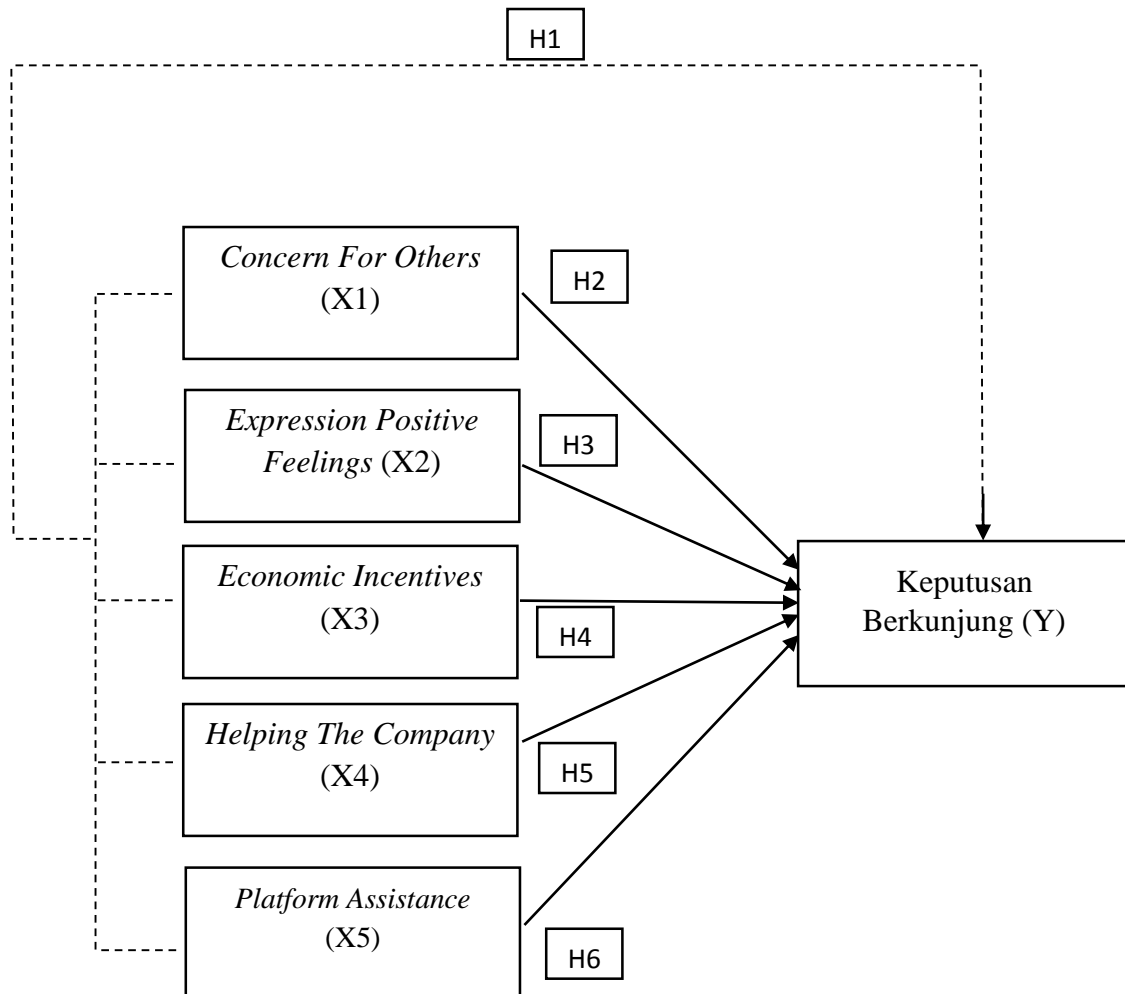 H1
Concern For Others
(X1)
H2
Expression Positive
Feelings (X2)
H3
Economic Incentives
(X3)
H4
Keputusan
Berkunjung (Y)
Helping The Company
(X4)
H5
Platform Assistance
(X5)
H6